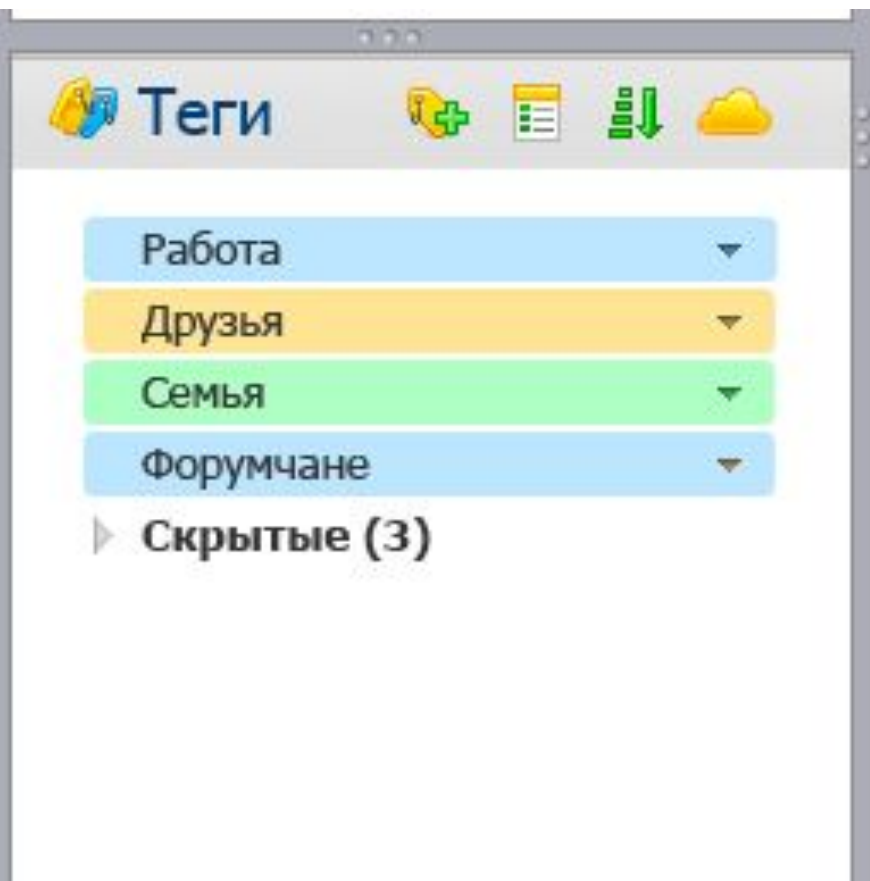 Теги
Работа
Друзья
Семья
Форумчане
Скрытые (3)